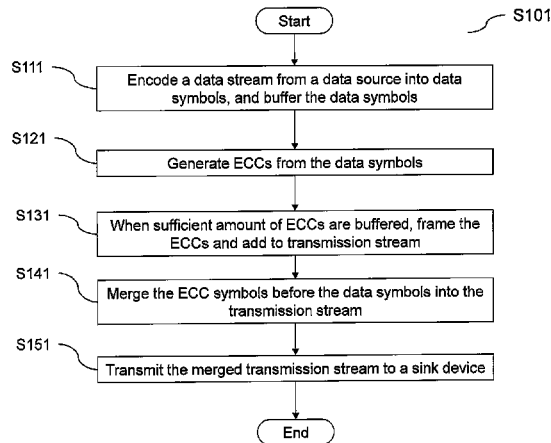 Start
S101
S111
Encode a data stream from a data source into data
symbols, and buffer the data symbols
S121
Generate ECCs from the data symbols
S131
When sufficient amount of ECCs are buffered, frame the
ECCs and add to transmission stream
S141
Merge the ECC symbols before the data symbols into the
transmission stream
S151
Transmit the merged transmission stream to a sink device
End